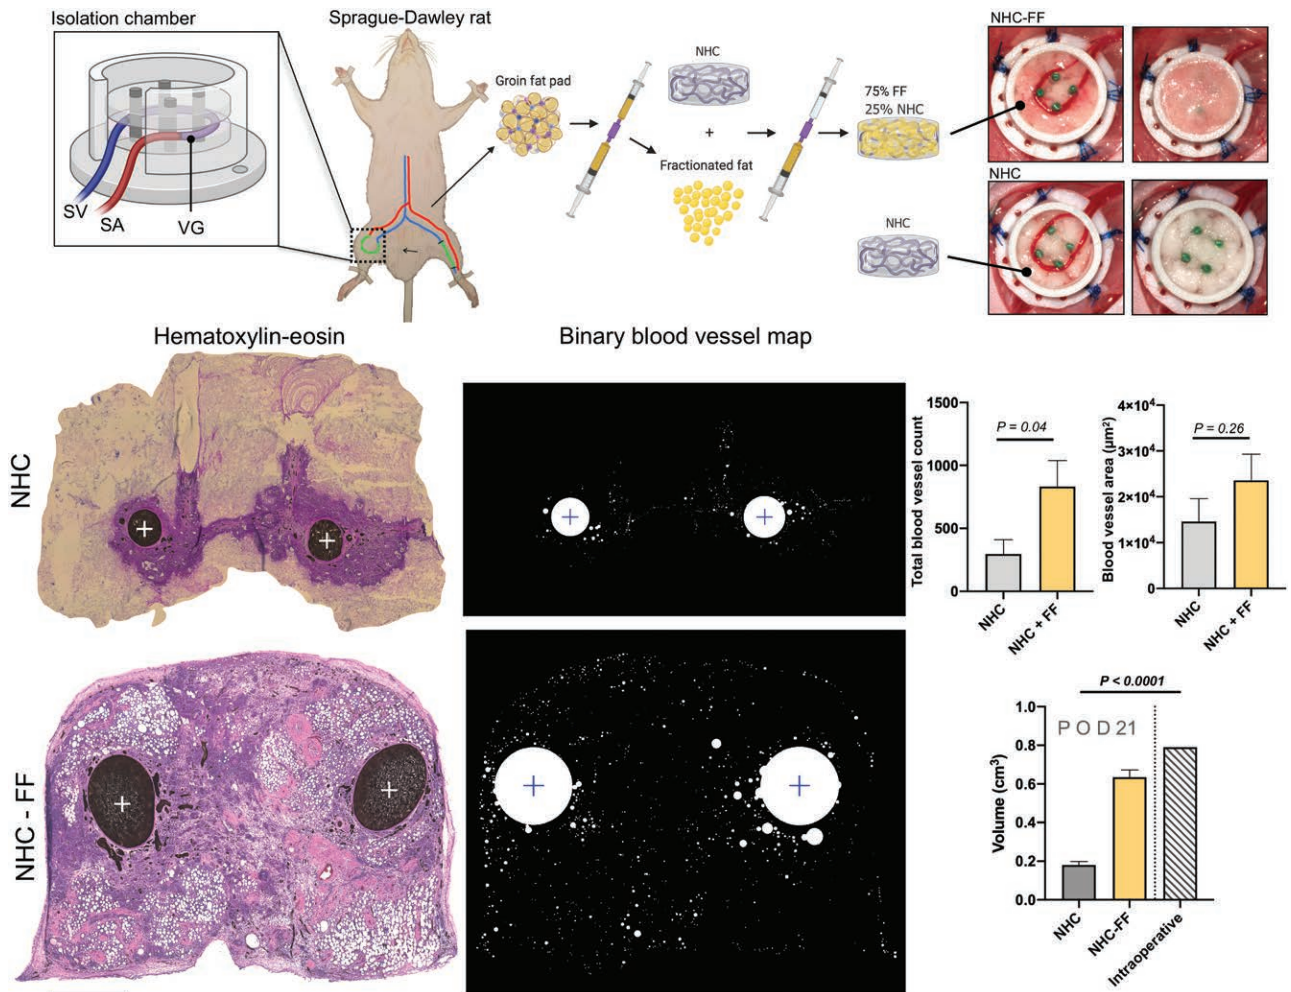 Isolation chamber
Sprague-Dawley rat
NHC-FF
NHC
Groin fat pad
75% FF
25% NHC
+
Fractionated fat
NHC
NHC
SV
SA
VG
Hematoxylin-eosin
Binary blood vessel map
NHC
Total blood vessel count
1500
1000
500
0
P = 0.04
NHC
NHC + FF
Blood vessel area (µm²)
4×10⁴
3×10⁴
2×10⁴
1×10⁴
0
P = 0.26
NHC
NHC + FF
NHC - FF
P < 0.0001
POD21
Volume (cm³)
1.0
0.8
0.6
0.4
0.2
0.0
NHC
NHC-FF
Intraoperative